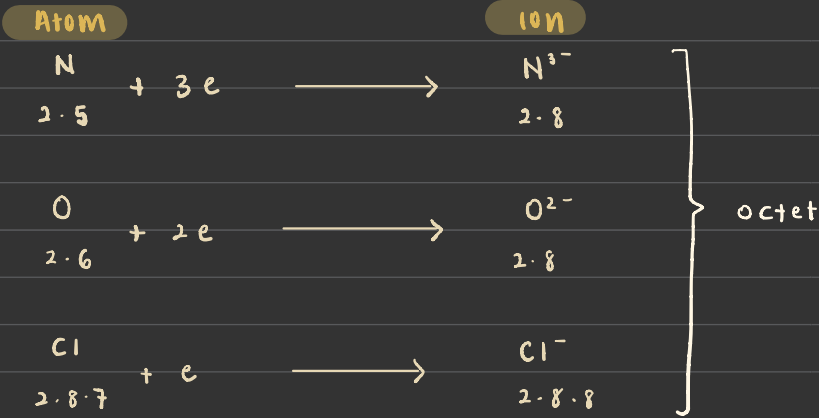 Atom Ion
N + 3e ⟶ N³⁻
2.5 2.8
octet
O + 2e ⟶ O²⁻
2.6 2.8
Cl + e ⟶ Cl⁻
2.8.7 2.8.8